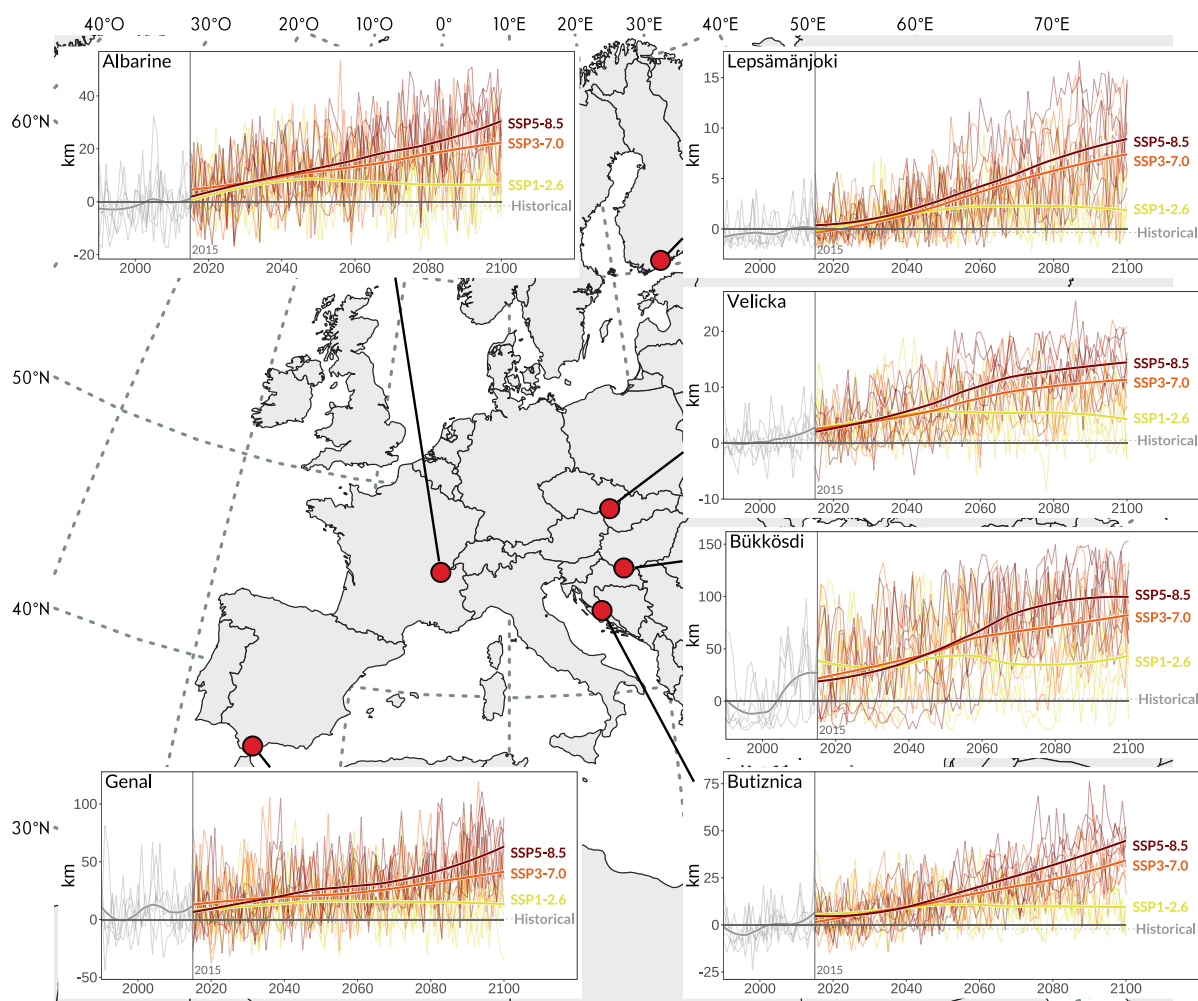 40°O 30°O 20°O 10°O 0° 10°E 20°E 30°E 40°E 50°E 60°E 70°E
60°N
50°N
40°N
30°N
Albarine
km
40
20
0
-20
SSP5-8.5
SSP3-7.0
SSP1-2.6
Historical
2015
2000 2020 2040 2060 2080 2100
Lepsämänjoki
km
15
10
5
0
SSP5-8.5
SSP3-7.0
SSP1-2.6
Historical
2015
2000 2020 2040 2060 2080 2100
Velicka
km
20
10
0
-10
SSP5-8.5
SSP3-7.0
SSP1-2.6
Historical
2015
2000 2020 2040 2060 2080 2100
Bükkösdi
km
150
100
50
0
SSP5-8.5
SSP3-7.0
SSP1-2.6
Historical
2015
2000 2020 2040 2060 2080 2100
Genal
km
100
50
0
-50
SSP5-8.5
SSP3-7.0
SSP1-2.6
Historical
2015
2000 2020 2040 2060 2080 2100
Butiznica
km
75
50
25
0
-25
SSP5-8.5
SSP3-7.0
SSP1-2.6
Historical
2015
2000 2020 2040 2060 2080 2100